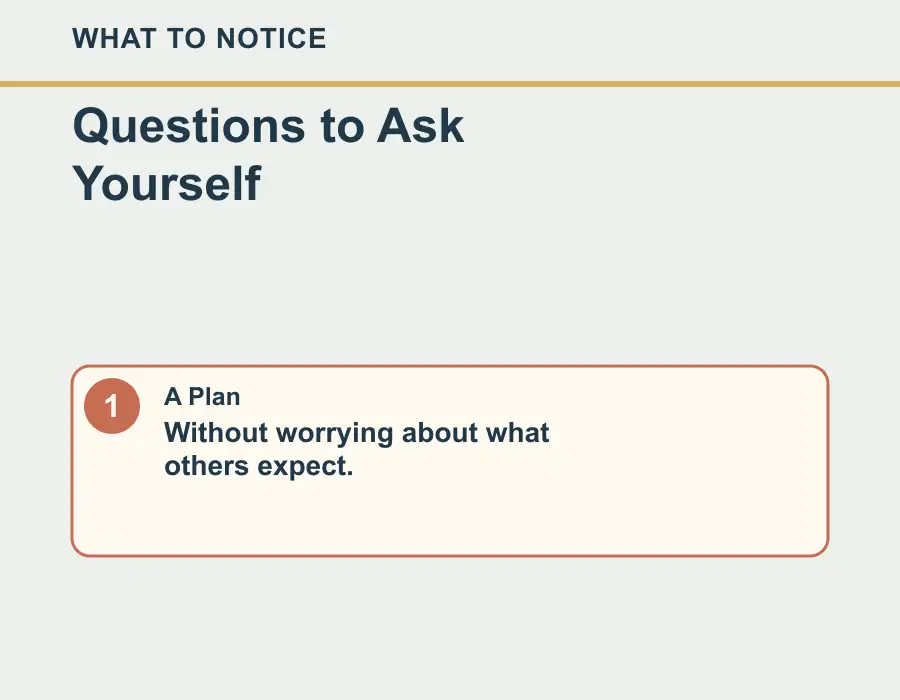 WHAT TO NOTICE
Questions to Ask
Yourself
1
A Plan
Without worrying about what
others expect.